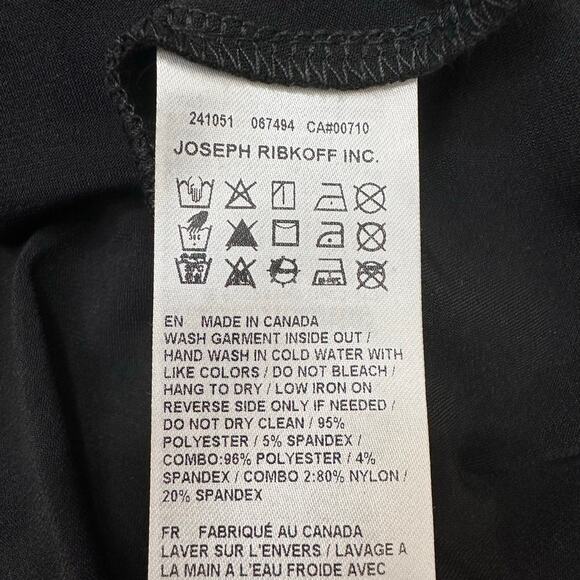 241051 067494 CA#00710
JOSEPH RIBKOFF INC.
EN MADE IN CANADA
WASH GARMENT INSIDE OUT /
HAND WASH IN COLD WATER WITH
LIKE COLORS / DO NOT BLEACH /
HANG TO DRY / LOW IRON ON
REVERSE SIDE ONLY IF NEEDED /
DO NOT DRY CLEAN / 95%
POLYESTER / 5% SPANDEX /
COMBO:96% POLYESTER / 4%
SPANDEX / COMBO 2:80% NYLON /
20% SPANDEX
FR FABRIQUÉ AU CANADA
LAVER SUR L'ENVERS / LAVAGE A
LA MAIN A L'EAU FROIDE AVEC